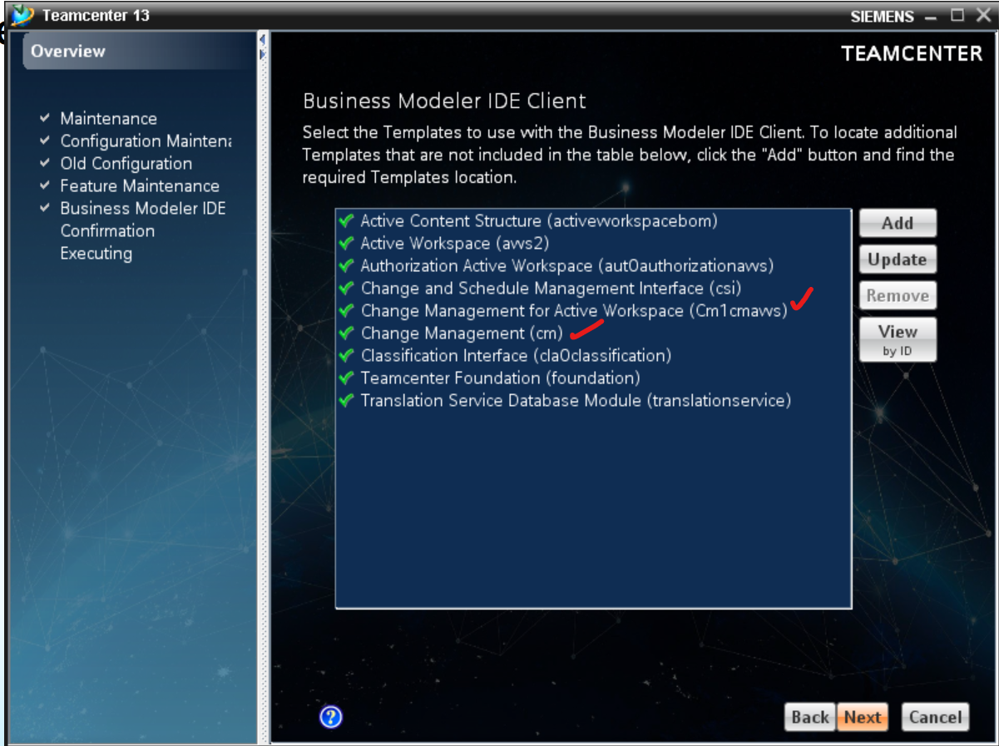 Teamcenter 13
SIEMENS
Overview
TEAMCENTER
Maintenance
Configuration Maintena
Old Configuration
Feature Maintenance
Business Modeler IDE
Confirmation
Executing
Business Modeler IDE Client
Select the Templates to use with the Business Modeler IDE Client. To locate additional
Templates that are not included in the table below, click the "Add" button and find the
required Templates location.
Active Content Structure (activeworkspacebom)
Active Workspace (aws2)
Authorization Active Workspace (aut0authorizationaws)
Change and Schedule Management Interface (csi)
Change Management for Active Workspace (Cm1cmaws)
Change Management (cm)
Classification Interface (cla0classification)
Teamcenter Foundation (foundation)
Translation Service Database Module (translationservice)
Add
Update
Remove
View
by ID
?
Back Next Cancel